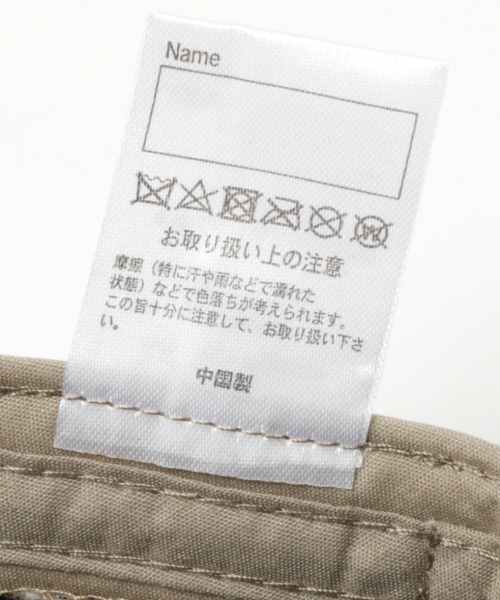 Name
お取り扱い上の注意
摩擦（特に汗や雨などで濡れた
状態）などで色落ちが考えられます。
この旨十分に注意して、お取り扱い下さ
い。
中国製